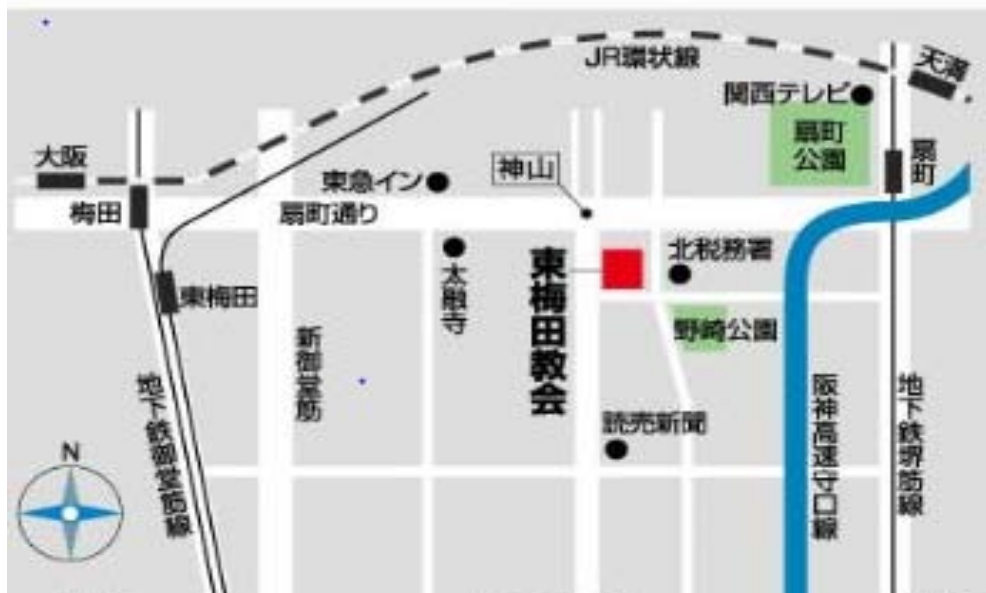 JR環状線
天満
関西テレビ
扇町
公園
大阪
東急イン
神山
扇町
梅田
扇町通り
北税務署
東梅田
太融寺
東梅田教会
野崎公園
新御堂筋
地下鉄御堂筋線
読売新聞
阪神高速守口線
地下鉄堺筋線
N